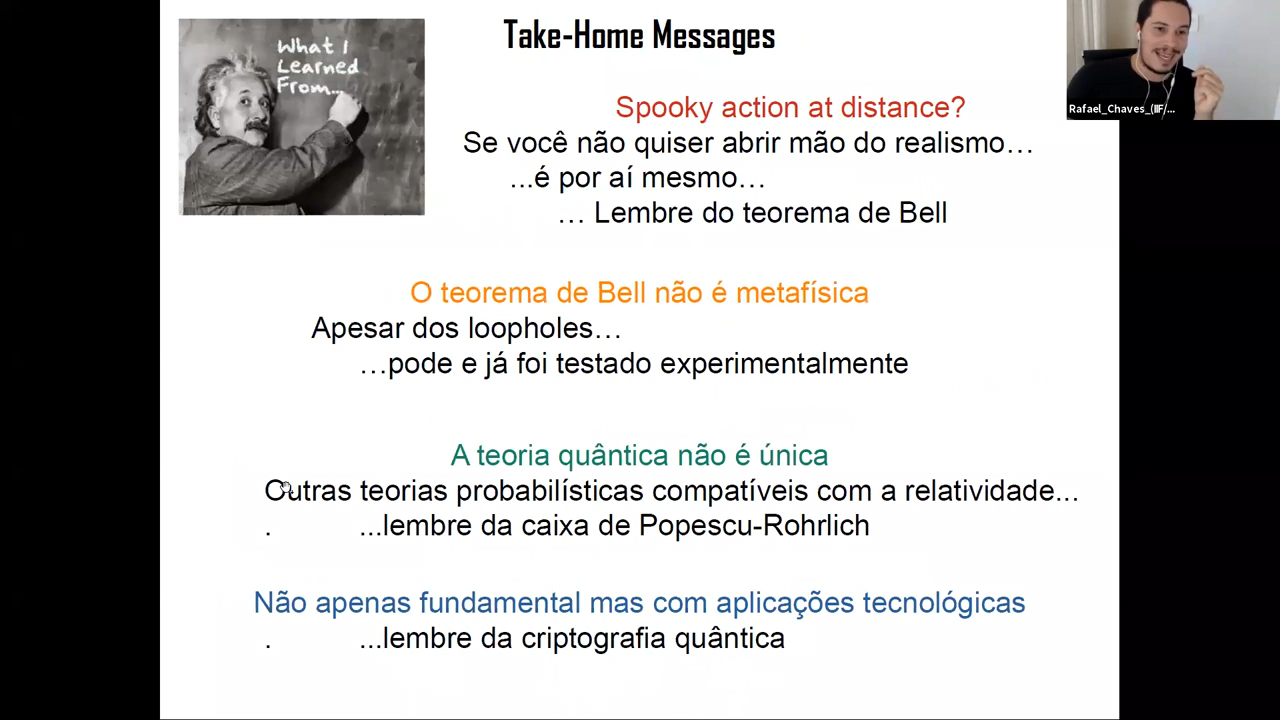 What I
Learned
From...
Take-Home Messages
Rafael_Chaves_(IIF/...
Spooky action at distance?
Se você não quiser abrir mão do realismo…
...é por aí mesmo…
… Lembre do teorema de Bell
O teorema de Bell não é metafísica
Apesar dos loopholes…
…pode e já foi testado experimentalmente
A teoria quântica não é única
Outras teorias probabilísticas compatíveis com a relatividade...
. ...lembre da caixa de Popescu-Rohrlich
Não apenas fundamental mas com aplicações tecnológicas
. ...lembre da criptografia quântica